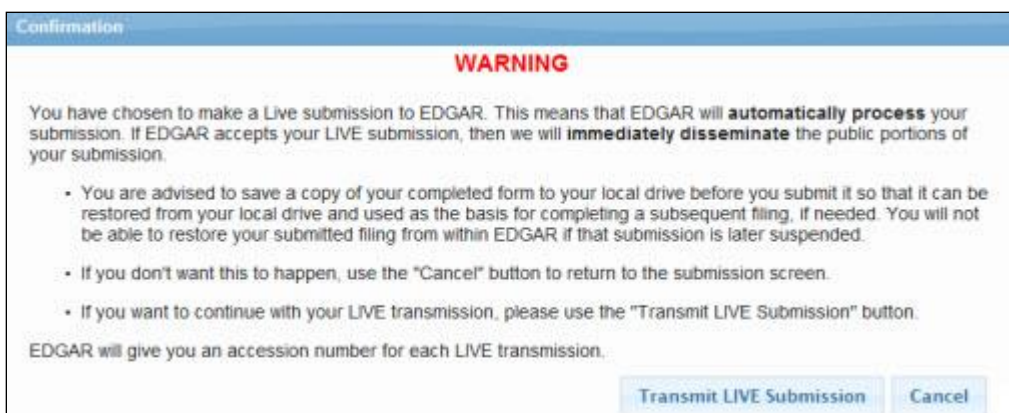 Confirmation
WARNING
You have chosen to make a Live submission to EDGAR. This means that EDGAR will automatically process your
submission. If EDGAR accepts your LIVE submission, then we will immediately disseminate the public portions of
your submission.
• You are advised to save a copy of your completed form to your local drive before you submit it so that it can be
restored from your local drive and used as the basis for completing a subsequent filing, if needed. You will not
be able to restore your submitted filing from within EDGAR if that submission is later suspended.
• If you don't want this to happen, use the "Cancel" button to return to the submission screen.
• If you want to continue with your LIVE transmission, please use the "Transmit LIVE Submission" button.
EDGAR will give you an accession number for each LIVE transmission.
Transmit LIVE Submission Cancel